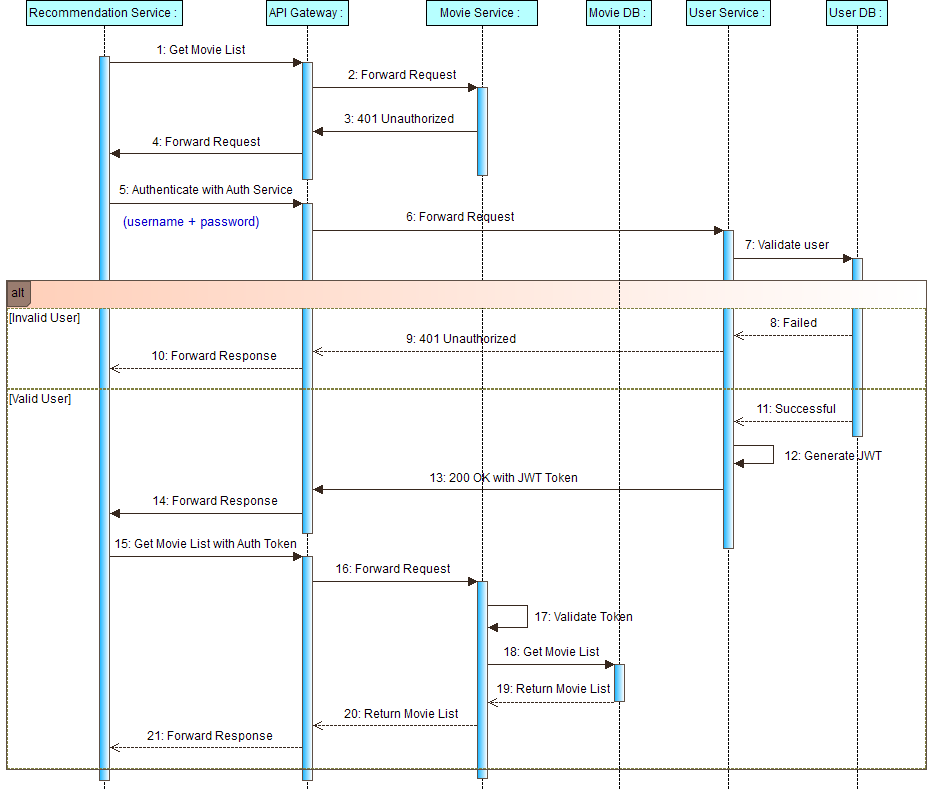 Recommendation Service :
API Gateway :
Movie Service :
Movie DB :
User Service :
User DB :
1: Get Movie List
2: Forward Request
3: 401 Unauthorized
4: Forward Request
5: Authenticate with Auth Service
(username + password)
6: Forward Request
7: Validate user
alt
[Invalid User]
8: Failed
9: 401 Unauthorized
10: Forward Response
[Valid User]
11: Successful
12: Generate JWT
13: 200 OK with JWT Token
14: Forward Response
15: Get Movie List with Auth Token
16: Forward Request
17: Validate Token
18: Get Movie List
19: Return Movie List
20: Return Movie List
21: Forward Response